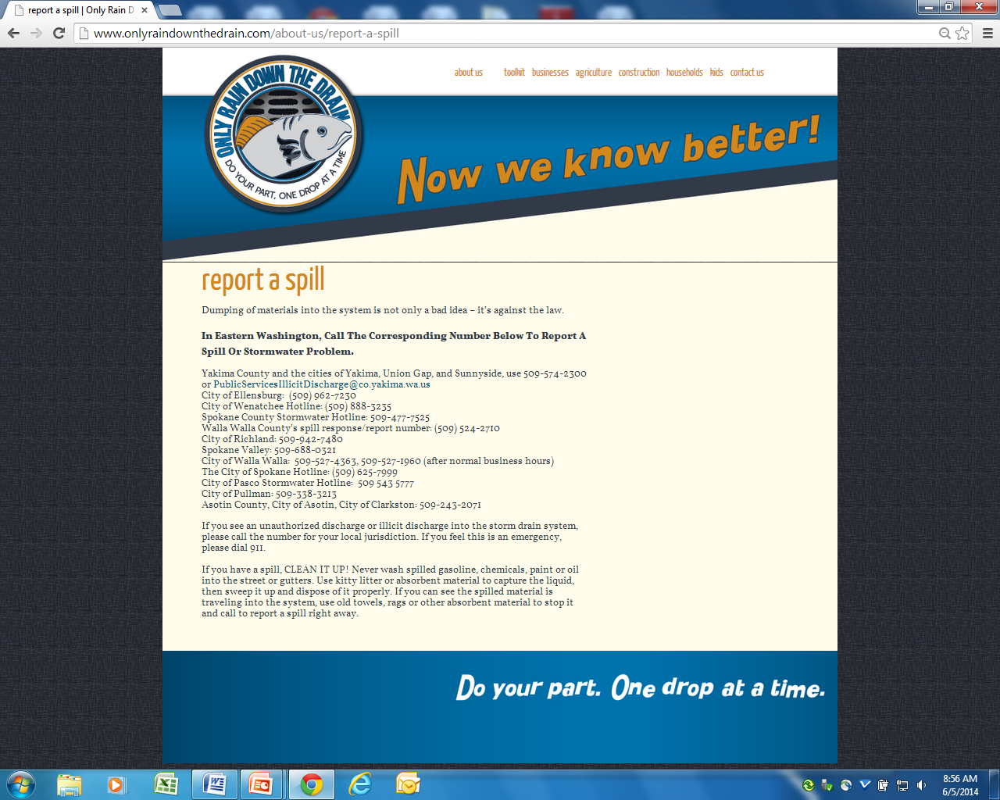 report a spill | Only Rain D
www.onlyraindownthedrain.com/about-us/report-a-spill
ONLY RAIN DOWN THE DRAIN
DO YOUR PART, ONE DROP AT A TIME
about us toolkit businesses agriculture construction households kids contact us
Now we know better!
report a spill
Dumping of materials into the system is not only a bad idea – it's against the law.
In Eastern Washington, Call The Corresponding Number Below To Report A
Spill Or Stormwater Problem.
Yakima County and the cities of Yakima, Union Gap, and Sunnyside, use 509-574-2300
or PublicServicesIllicitDischarge@co.yakima.wa.us
City of Ellensburg:  (509) 962-7230
City of Wenatchee Hotline: (509) 888-3235
Spokane County Stormwater Hotline: 509-477-7525
Walla Walla County's spill response/report number: (509) 524-2710
City of Richland: 509-942-7480
Spokane Valley: 509-688-0321
City of Walla Walla:  509-527-4363, 509-527-1960 (after normal business hours)
The City of Spokane Hotline: (509) 625-7999
City of Pasco Stormwater Hotline:  509 543 5777
City of Pullman: 509-338-3213
Asotin County, City of Asotin, City of Clarkston: 509-243-2071
If you see an unauthorized discharge or illicit discharge into the storm drain system,
please call the number for your local jurisdiction. If you feel this is an emergency,
please dial 911.
If you have a spill, CLEAN IT UP! Never wash spilled gasoline, chemicals, paint or oil
into the street or gutters. Use kitty litter or absorbent material to capture the liquid,
then sweep it up and dispose of it properly. If you can see the spilled material is
traveling into the system, use old towels, rags or other absorbent material to stop it
and call to report a spill right away.
Do your part. One drop at a time.
8:56 AM
6/5/2014